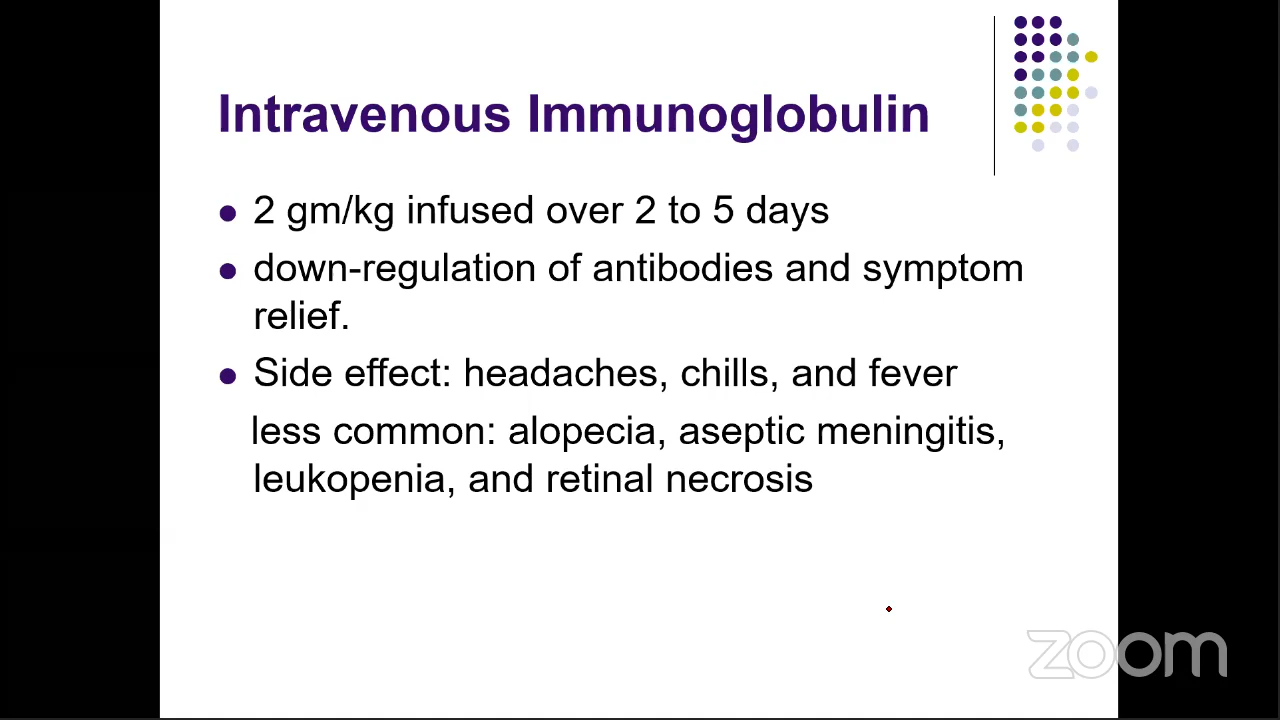 Intravenous Immunoglobulin
● 2 gm/kg infused over 2 to 5 days
● down-regulation of antibodies and symptom
relief.
● Side effect: headaches, chills, and fever
less common: alopecia, aseptic meningitis,
leukopenia, and retinal necrosis
zoom